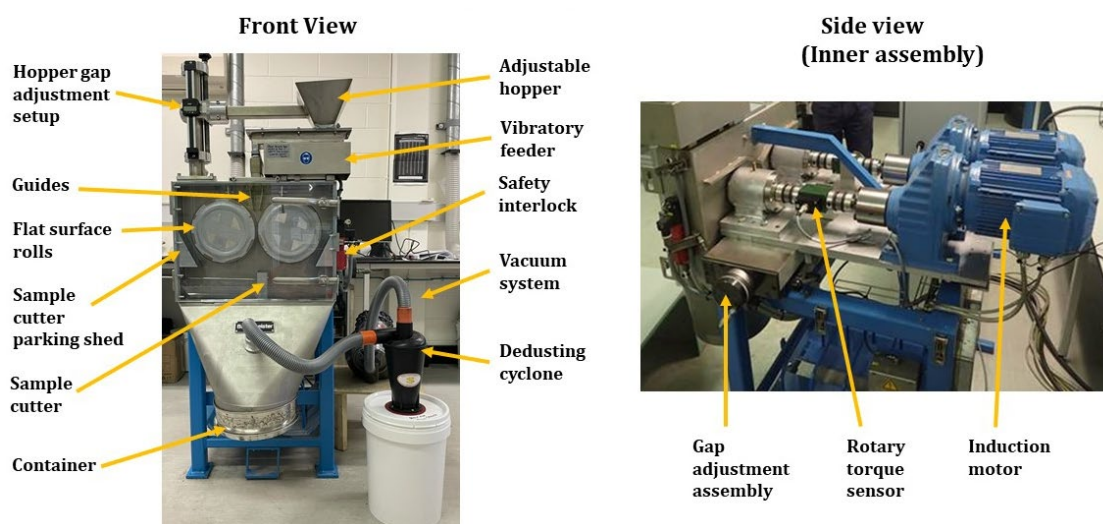 Front View
Side view
(Inner assembly)
Hopper gap
adjustment
setup
Guides
Flat surface
rolls
Sample
cutter
parking shed
Sample
cutter
Container
Adjustable
hopper
Vibratory
feeder
Safety
interlock
Vacuum
system
Dedusting
cyclone
Gap
adjustment
assembly
Rotary
torque
sensor
Induction
motor